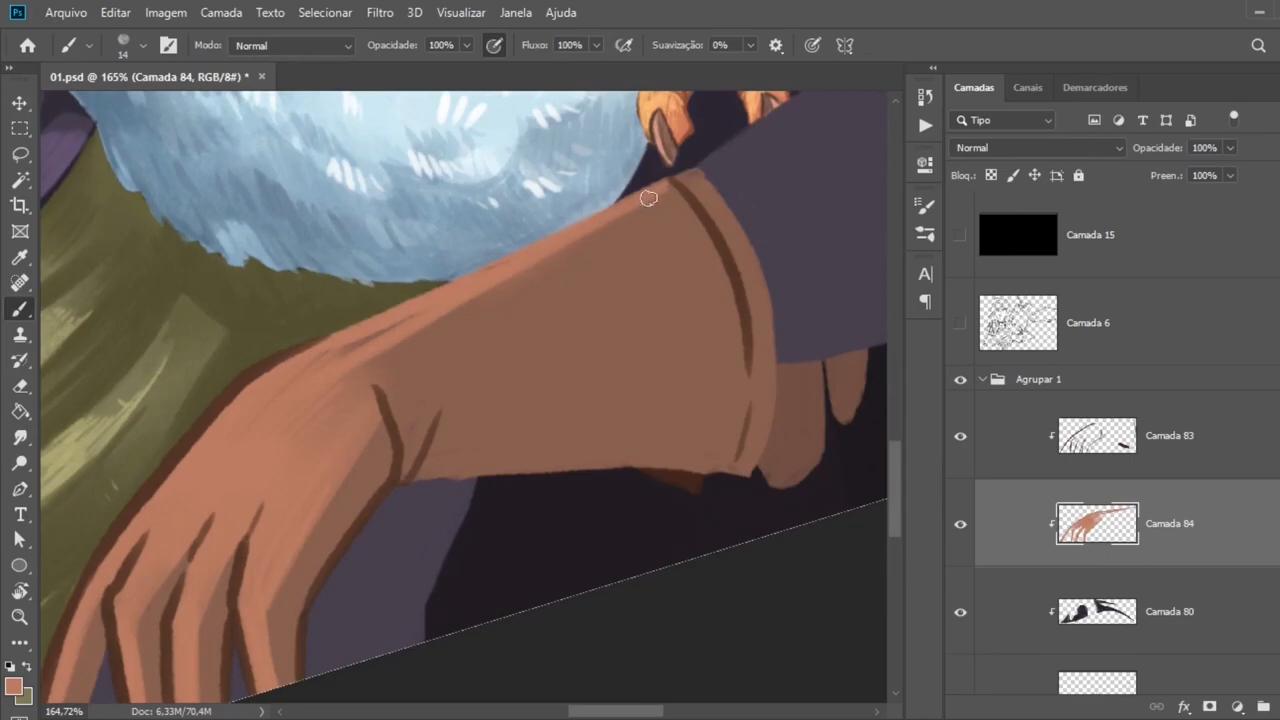 Ps Arquivo Editar Imagem Camada Texto Selecionar Filtro 3D Visualizar Janela Ajuda
14 Modo: Normal Opacidade: 100% Fluxo: 100% Suavização: 0%
01.psd @ 165% (Camada 84, RGB/8#) *
Camadas Canais Demarcadores
Tipo
Normal Opacidade: 100%
Bloq.: Preen.: 100%
Camada 15
Camada 6
Agrupar 1
Camada 83
Camada 84
Camada 80
164,72% Doc: 6,33M/70,4M